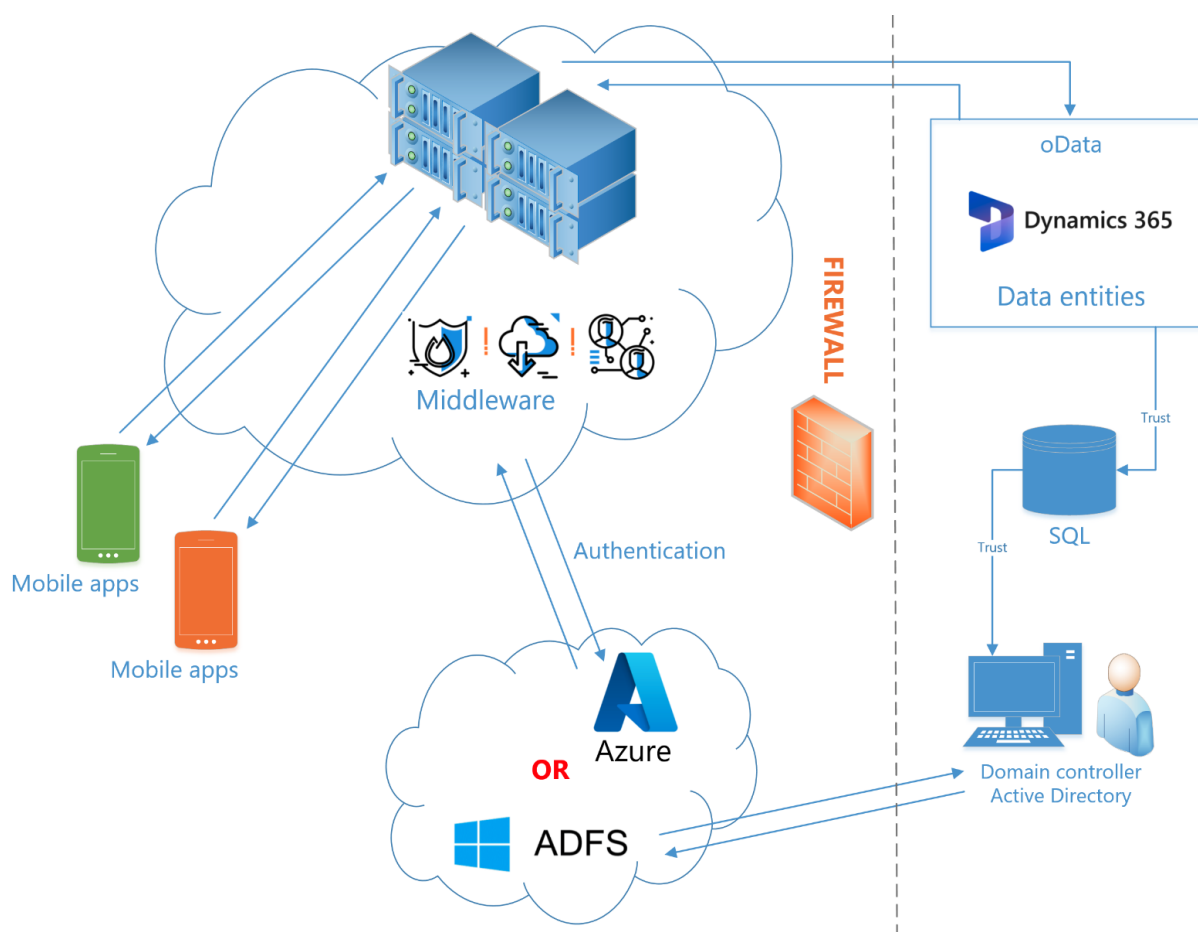 oData
Dynamics 365
Data entities
FIREWALL
Middleware
Trust
SQL
Trust
Authentication
Mobile apps
Mobile apps
Azure
OR
ADFS
Domain controller
Active Directory